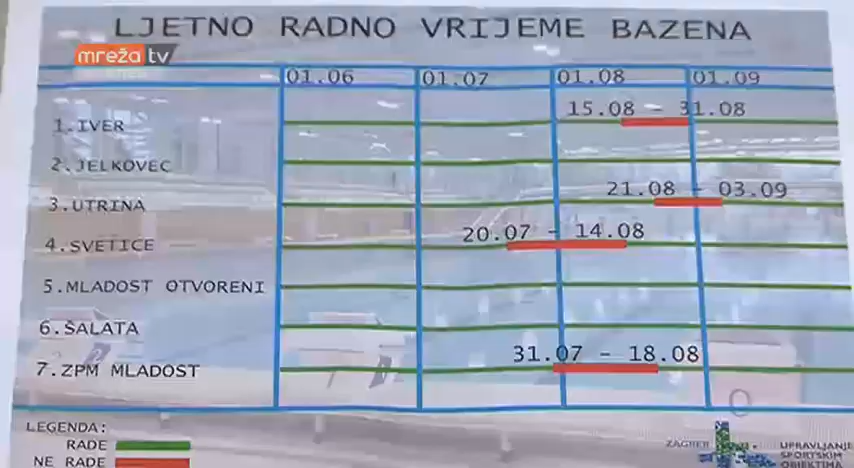 LJETNO RADNO VRIJEME BAZENA
mreža tv
01.06 01.07 01.08 01.09
15.08 - 31.08
1.IVER
2.JELKOVEC
21.08 - 03.09
3.UTRINA
20.07 - 14.08
4.SVETICE
5.MLADOST OTVORENI
6.ŠALATA
31.07 - 18.08
7.ZPM MLADOST
LEGENDA:
RADE
NE RADE
ZAGREB
UPRAVLJANJE
SPORTSKIM
OBJEKTIMA